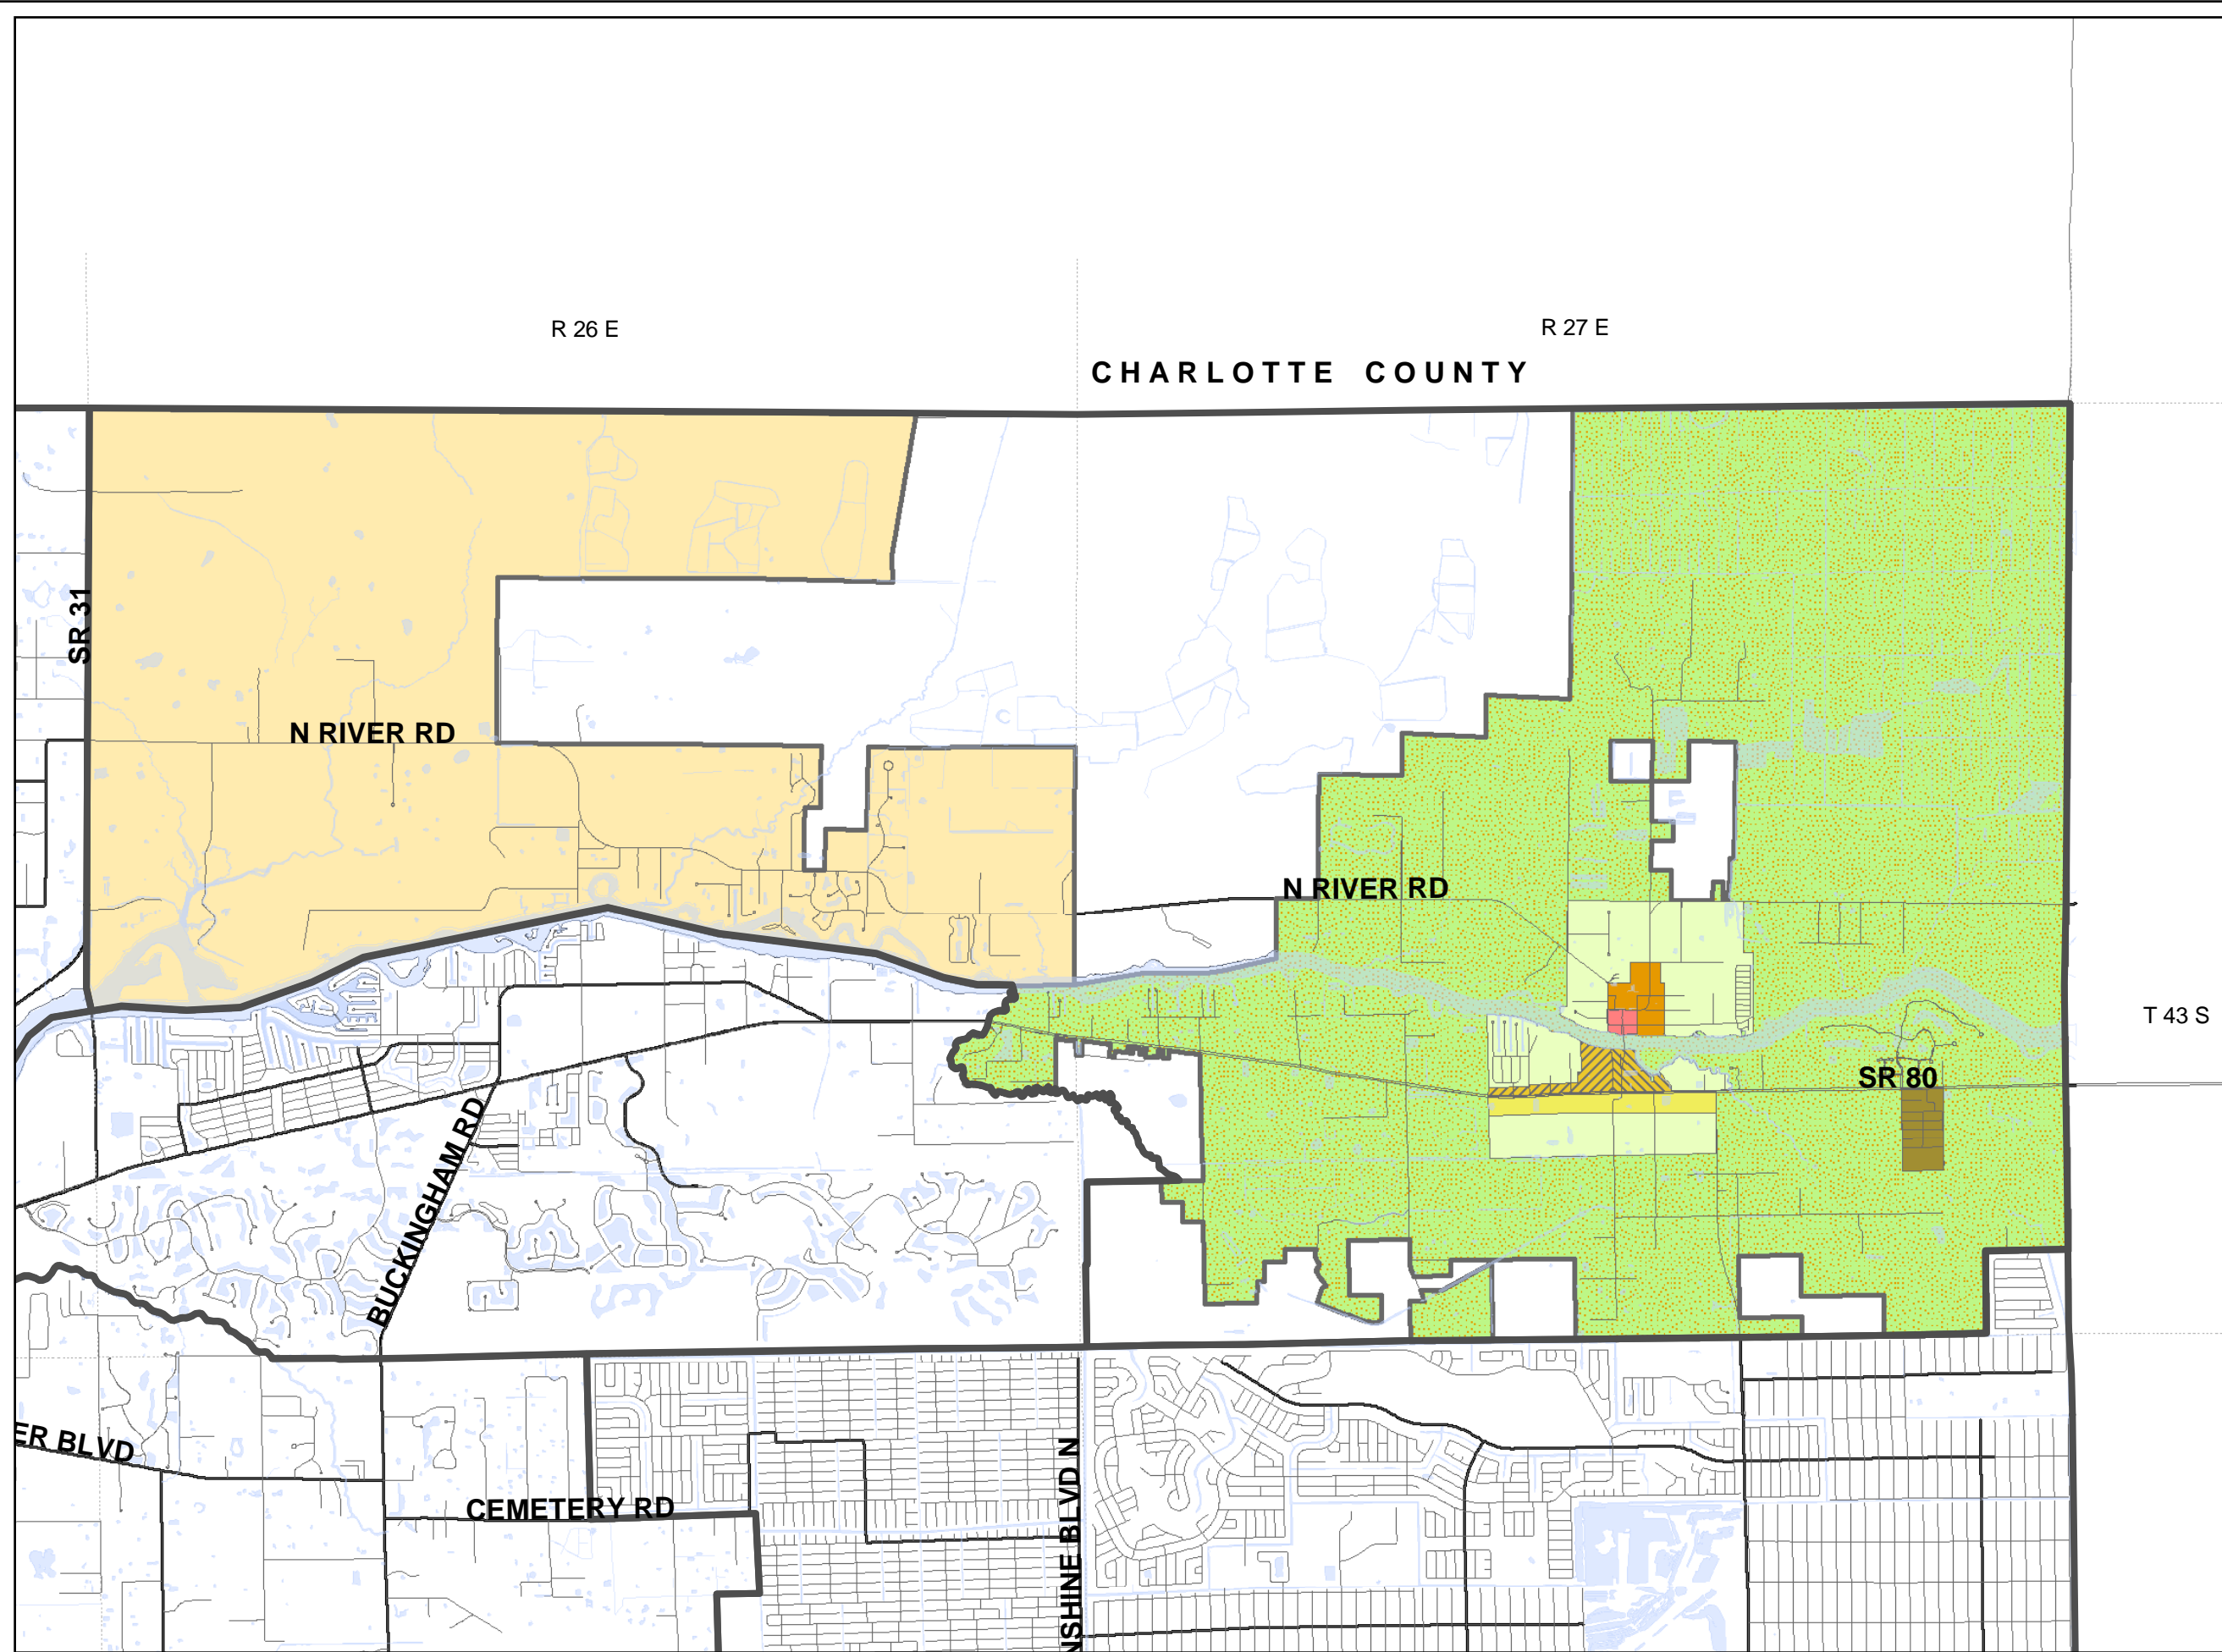 R 26 E
R 27 E
CHARLOTTE COUNTY
SR 31
N RIVER RD
N RIVER RD
T 43 S
SR 80
BUCKINGHAM RD
ER BLVD
CEMETERY RD
NSHINE BLVD N